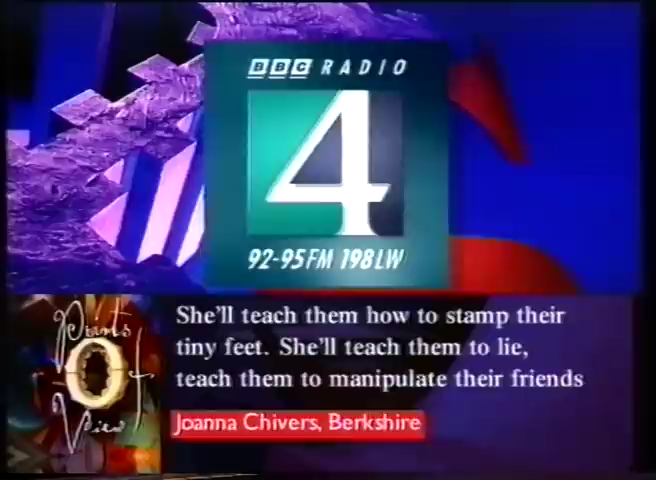 BBC RADIO
4
92-95FM 198LW
Points
Of
View
She'll teach them how to stamp their
tiny feet. She'll teach them to lie,
teach them to manipulate their friends
Joanna Chivers, Berkshire